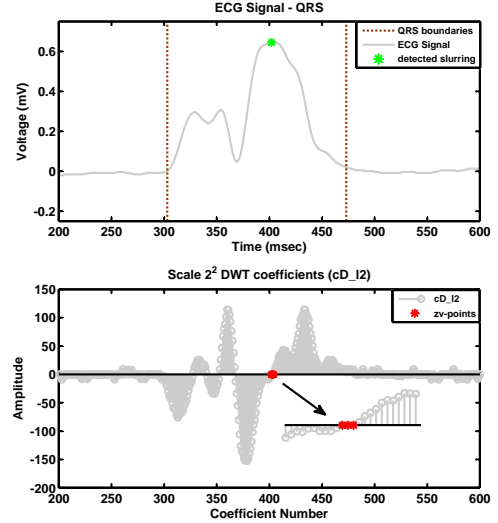 ECG Signal - QRS
QRS boundaries
ECG Signal
detected slurring
0.6
0.4
0.2
0
-0.2
Voltage (mV)
200 250 300 350 400 450 500 550 600
Time (msec)
Scale 2² DWT coefficients (cD_l2)
cD_l2
zv-points
150
100
50
0
-50
-100
-150
-200
Amplitude
200 250 300 350 400 450 500 550 600
Coefficient Number